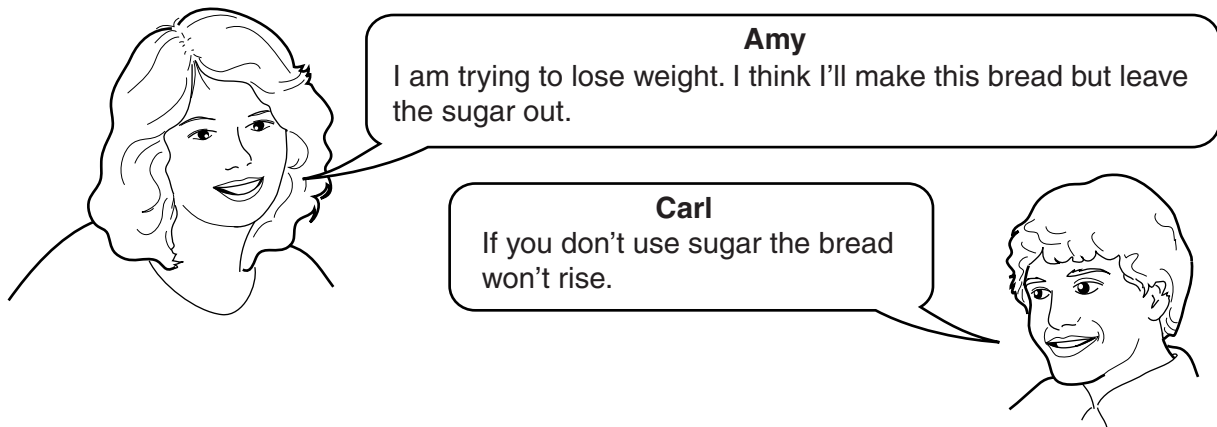 Amy
I am trying to lose weight. I think I’ll make this bread but leave
the sugar out.
Carl
If you don’t use sugar the bread
won’t rise.